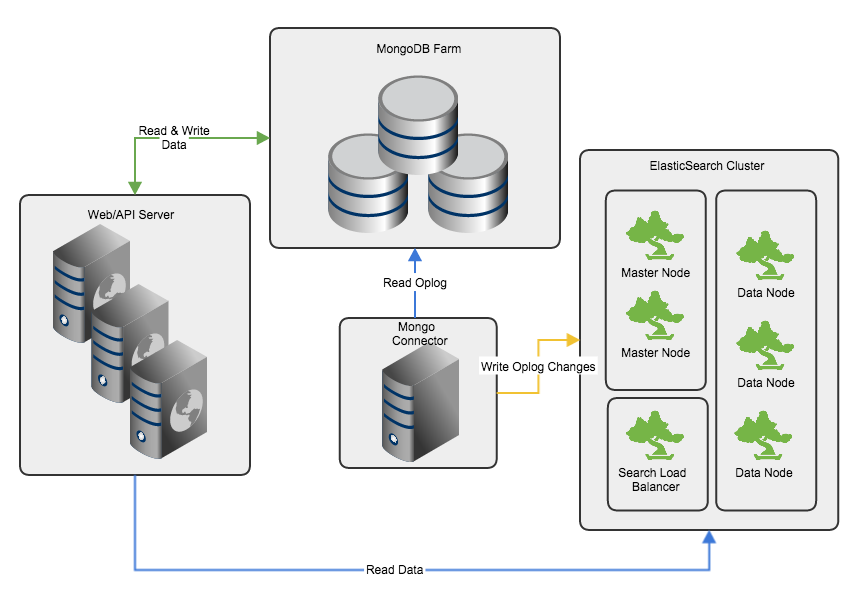 MongoDB Farm
Read & Write
Data
ElasticSearch Cluster
Web/API Server
Master Node
Data Node
Read Oplog
Mongo
Connector
Master Node
Write Oplog Changes
Data Node
Search Load
Balancer
Data Node
Read Data